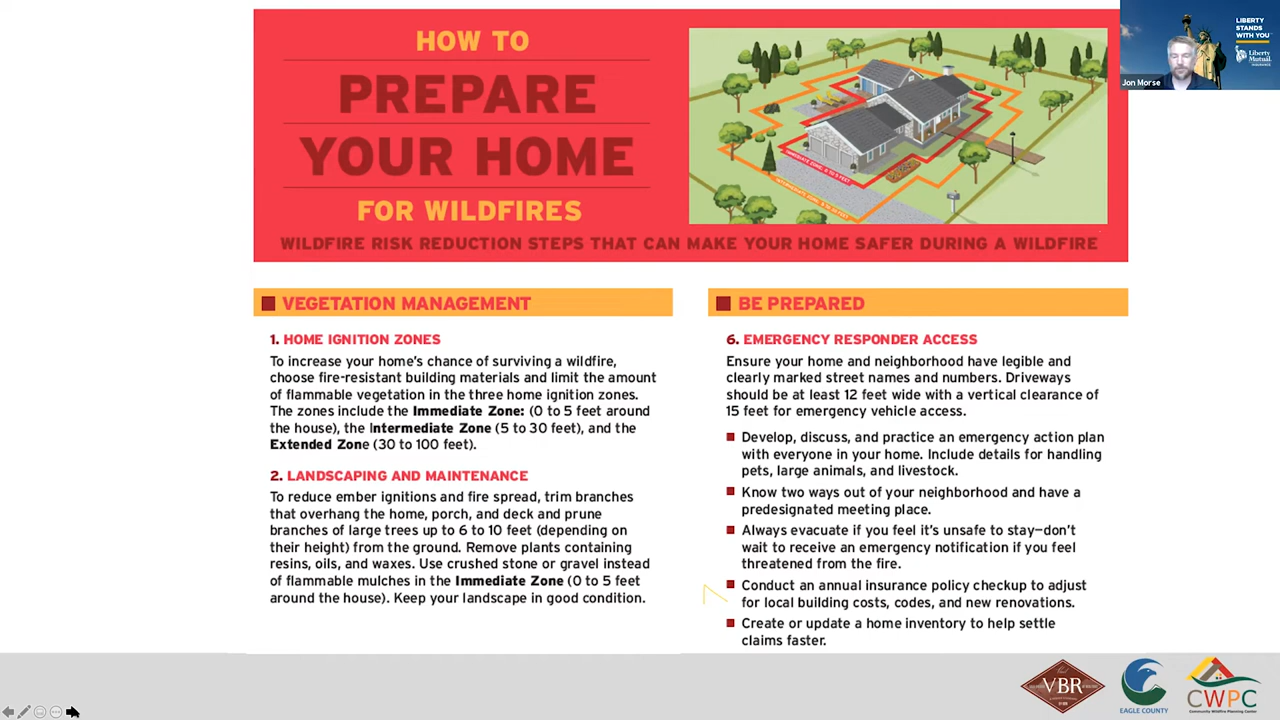 HOW TO
PREPARE
YOUR HOME
FOR WILDFIRES
WILDFIRE RISK REDUCTION STEPS THAT CAN MAKE YOUR HOME SAFER DURING A WILDFIRE
IMMEDIATE ZONE: 0 TO 5 FEET
LIBERTY
STANDS
WITH YOU
Liberty
Mutual
INSURANCE
Jon Morse
VEGETATION MANAGEMENT
1. HOME IGNITION ZONES
To increase your home's chance of surviving a wildfire,
choose fire-resistant building materials and limit the amount
of flammable vegetation in the three home ignition zones.
The zones include the Immediate Zone: (0 to 5 feet around
the house), the Intermediate Zone (5 to 30 feet), and the
Extended Zone (30 to 100 feet).
2. LANDSCAPING AND MAINTENANCE
To reduce ember ignitions and fire spread, trim branches
that overhang the home, porch, and deck and prune
branches of large trees up to 6 to 10 feet (depending on
their height) from the ground. Remove plants containing
resins, oils, and waxes. Use crushed stone or gravel instead
of flammable mulches in the Immediate Zone (0 to 5 feet
around the house). Keep your landscape in good condition.
BE PREPARED
6. EMERGENCY RESPONDER ACCESS
Ensure your home and neighborhood have legible and
clearly marked street names and numbers. Driveways
should be at least 12 feet wide with a vertical clearance of
15 feet for emergency vehicle access.
Develop, discuss, and practice an emergency action plan
with everyone in your home. Include details for handling
pets, large animals, and livestock.
Know two ways out of your neighborhood and have a
predesignated meeting place.
Always evacuate if you feel it's unsafe to stay—don't
wait to receive an emergency notification if you feel
threatened from the fire.
Conduct an annual insurance policy checkup to adjust
for local building costs, codes, and new renovations.
Create or update a home inventory to help settle
claims faster.
VBR
EAGLE COUNTY
CWPC
Community Wildfire Planning Center